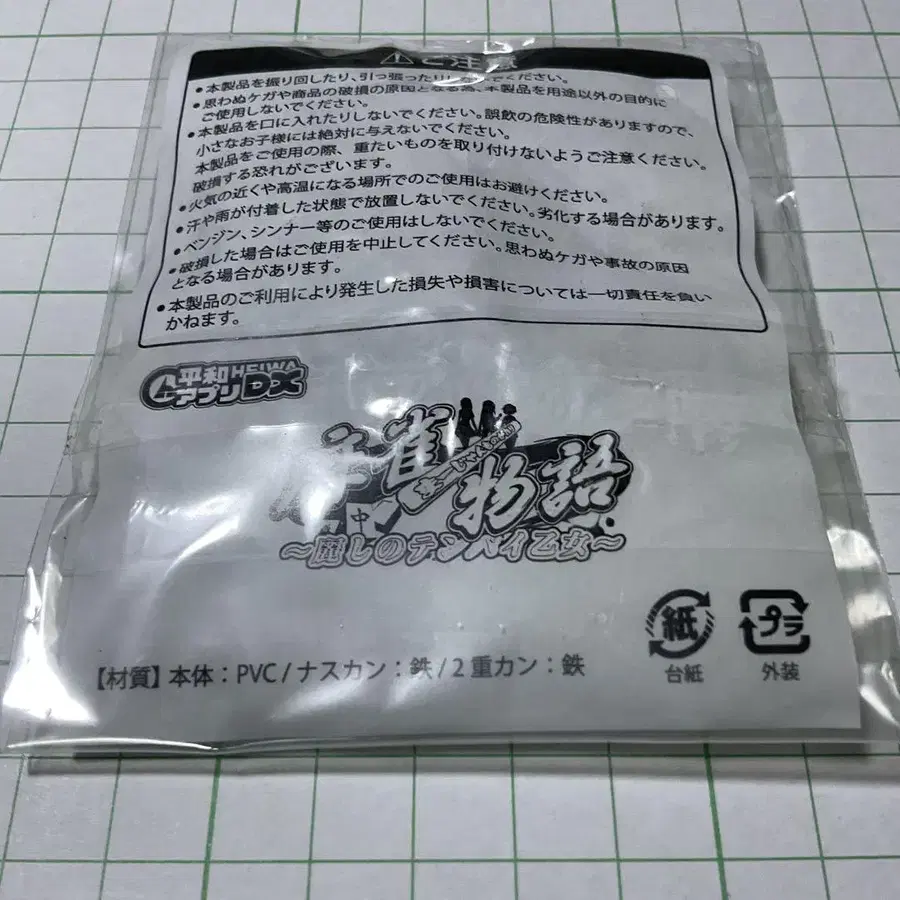 ⚠ご注意
●本製品を振り回したり、引っ張ったりしないでください。
●思わぬケガや商品の破損の原因となる為、本製品を用途以外の目的に
ご使用しないでください。
●本製品を口に入れたりしないでください。誤飲の危険性がありますので、
小さなお子様には絶対に与えないでください。
本製品をご使用の際、重たいものを取り付けないようご注意ください。
破損する恐れがございます。
●火気の近くや高温になる場所でのご使用はお避けください。
●汗や雨が付着した状態で放置しないでください。劣化する場合があります。
●ベンジン、シンナー等のご使用はしないでください。
●破損した場合はご使用を中止してください。思わぬケガや事故の原因
となる場合があります。
●本製品のご利用により発生した損失や損害については一切責任を負い
かねます。
平和HEIWA
アプリDX
麻雀物語
中
～麗しのテンパイ乙女～
紙
台紙
プラ
外装
【材質】本体：PVC / ナスカン：鉄 / 2重カン：鉄